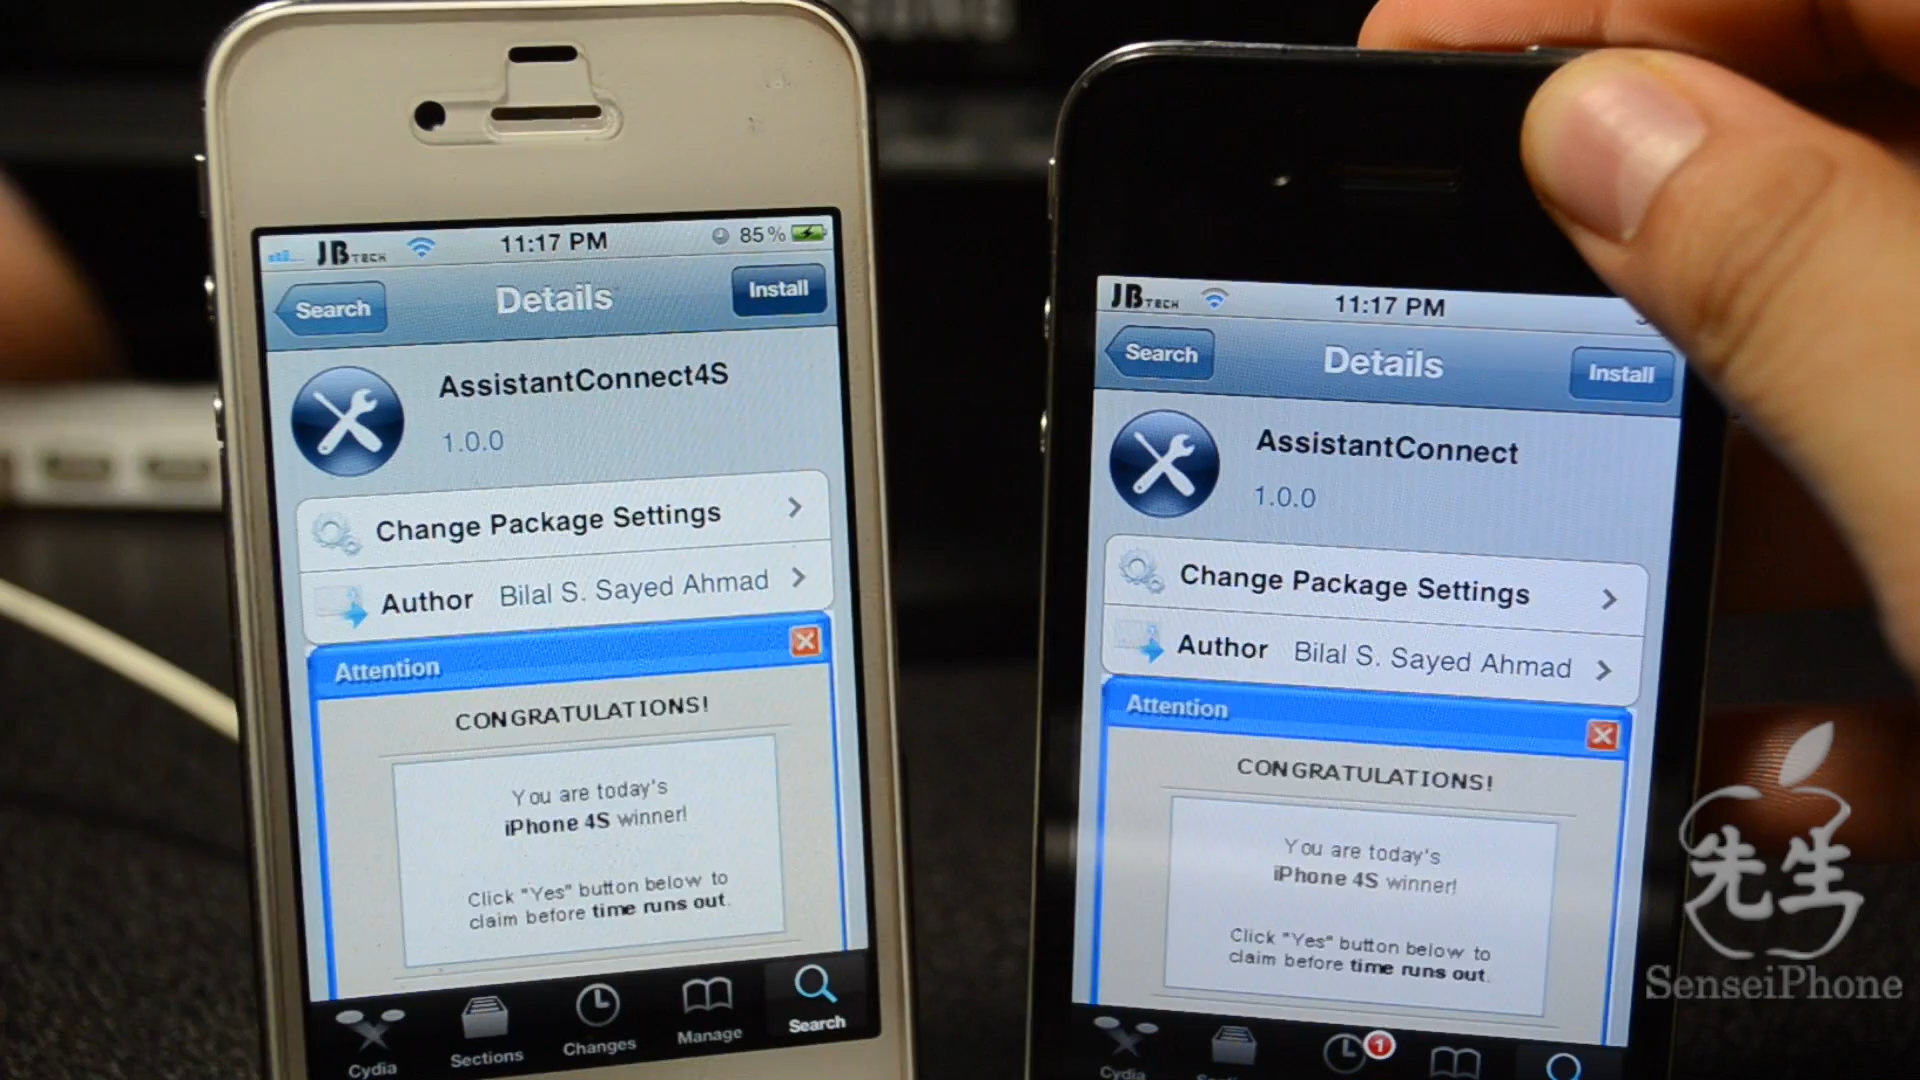 JB TECH 11:17 PM 85%
Search Details Install
AssistantConnect4S
1.0.0
Change Package Settings
Author Bilal S. Sayed Ahmad
Attention
CONGRATULATIONS!
You are today's
iPhone 4S winner!
Click "Yes" button below to
claim before time runs out.
Cydia Sections Changes Manage Search
JB TECH 11:17 PM
Search Details Install
AssistantConnect
1.0.0
Change Package Settings
Author Bilal S. Sayed Ahmad
Attention
CONGRATULATIONS!
You are today's
iPhone 4S winner!
Click "Yes" button below to
claim before time runs out.
1
Cydia
先生
SenseiPhone